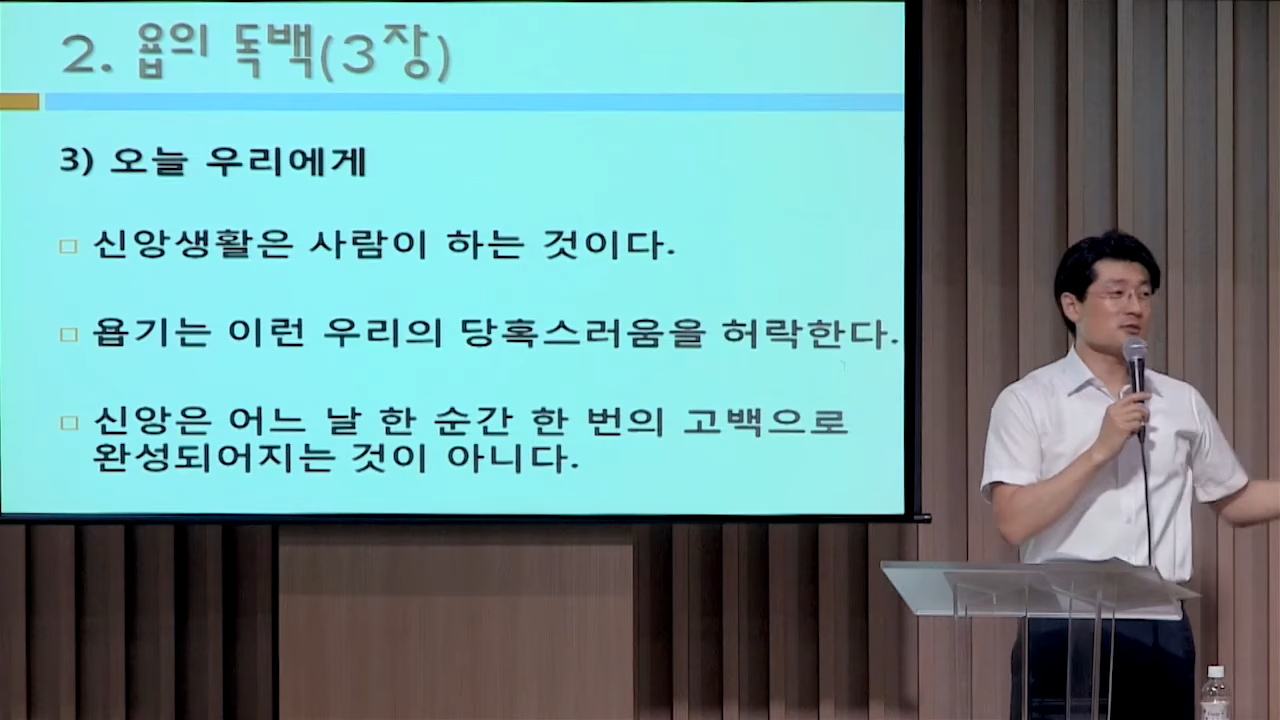 2. 욥의 독백(3장)
3) 오늘 우리에게
신앙생활은 사람이 하는 것이다.
욥기는 이런 우리의 당혹스러움을 허락한다.
신앙은 어느 날 한 순간 한 번의 고백으로
완성되어지는 것이 아니다.